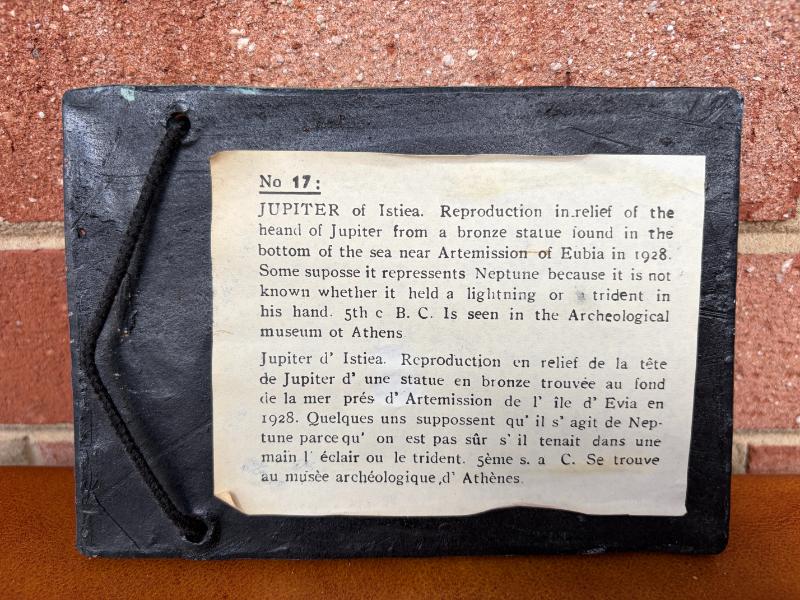 No 17:
JUPITER of Istiea. Reproduction in relief of the
heand of Jupiter from a bronze statue found in the
bottom of the sea near Artemission of Eubia in 1928.
Some suposse it repressents Neptune because it is not
known whether it held a lightning or a trident in
his hand. 5th c B. C. Is seen in the Archeological
museum ot Athens
Jupiter d' Istiea. Reproduction en relief de la tête
de Jupiter d' une statue en bronze trouvée au fond
de la mer prés d' Artemission de l' île d' Evia en
1928. Quelques uns suppossent qu' il s' agit de Nep-
tune parcequ' on est pas sûr s' il tenait dans une
main l' éclair ou le trident. 5ème s. a C. Se trouve
au musèe archéologique d' Athènes.